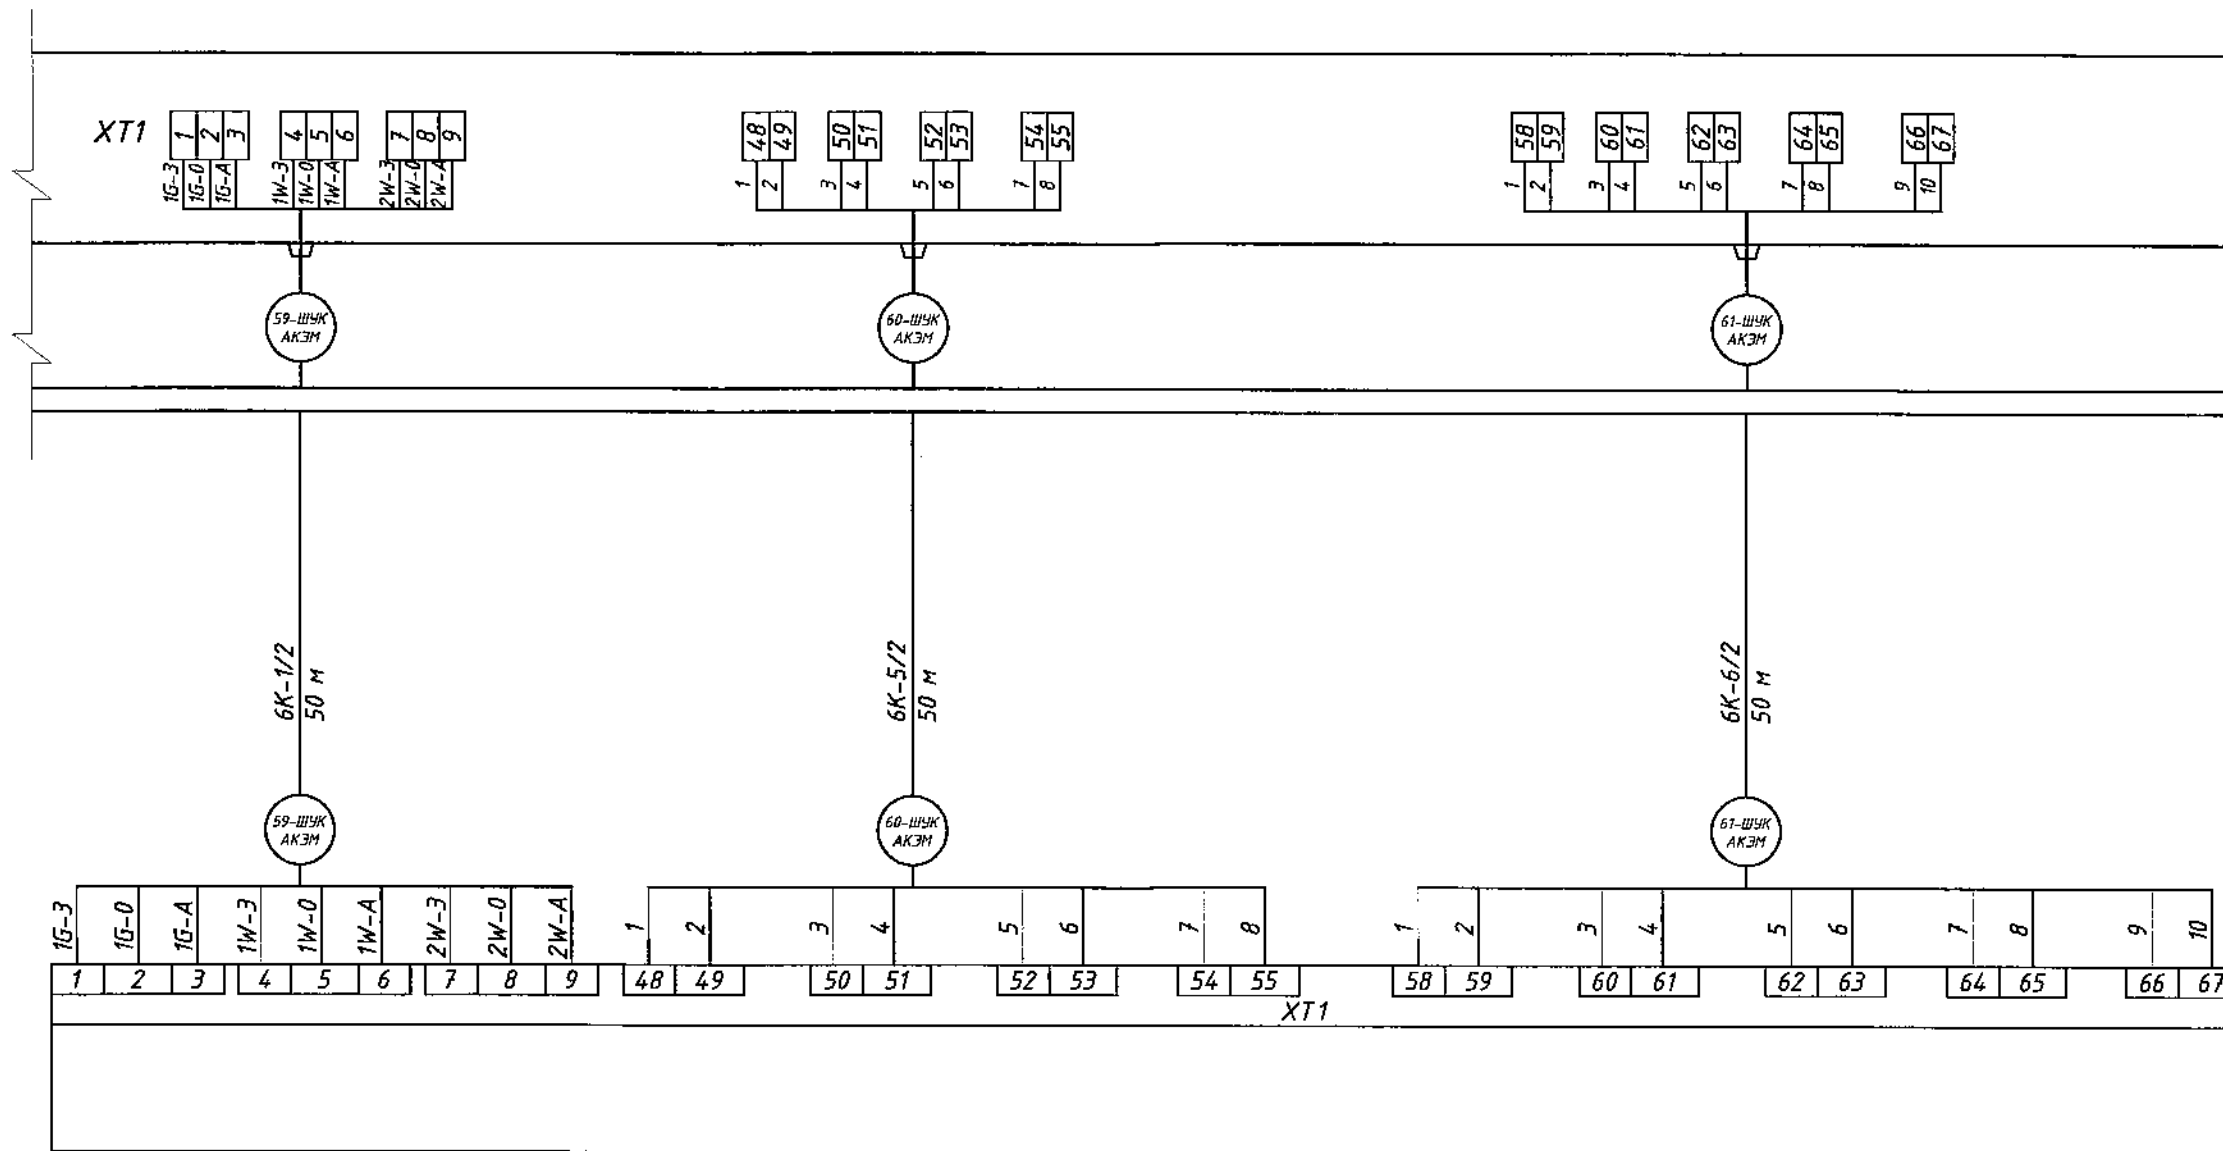 XT1
1 2 3 4 5 6 7 8 9
48 49 50 51 52 53 54 55
58 59 60 61 62 63 64 65 66 67
1G-3 1G-0 1G-A 1W-3 1W-0 1W-A 2W-3 2W-0 2W-A
1 2 3 4 5 6 7 8
1 2 3 4 5 6 7 8 9 10
59-ШУК
АКЭМ
60-ШУК
АКЭМ
61-ШУК
АКЭМ
6К-1/2
50 м
6К-5/2
50 м
6К-6/2
50 м
59-ШУК
АКЭМ
60-ШУК
АКЭМ
61-ШУК
АКЭМ
1G-3 1G-0 1G-A 1W-3 1W-0 1W-A 2W-3 2W-0 2W-A
1 2 3 4 5 6 7 8
1 2 3 4 5 6 7 8 9 10
1 2 3 4 5 6 7 8 9
48 49 50 51 52 53 54 55
58 59 60 61 62 63 64 65 66 67
XT1